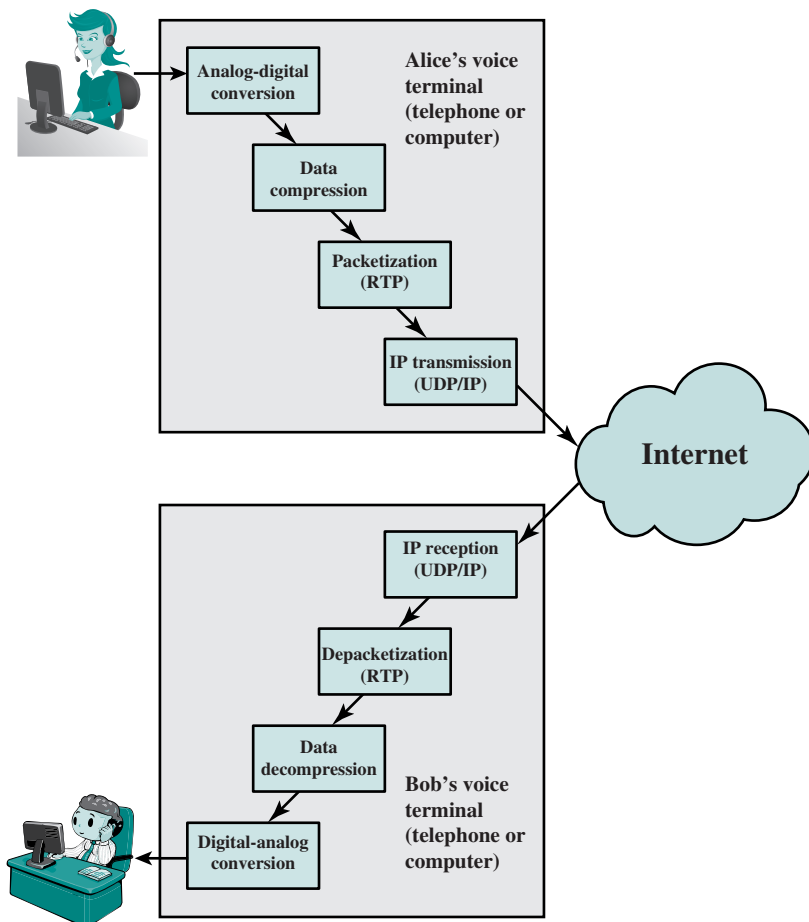 Alice's voice
terminal
(telephone or
computer)
Analog-digital
conversion
Data
compression
Packetization
(RTP)
IP transmission
(UDP/IP)
Internet
IP reception
(UDP/IP)
Depacketization
(RTP)
Data
decompression
Digital-analog
conversion
Bob's voice
terminal
(telephone or
computer)